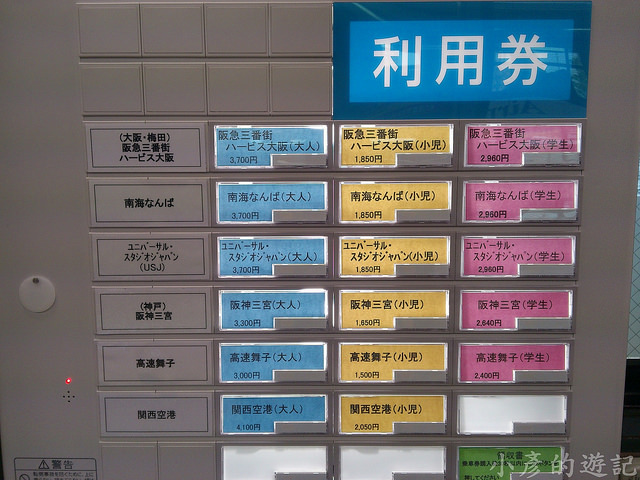 利用券
(大阪・梅田)
阪急三番街
ハービス大阪
阪急三番街
ハービス大阪(大人)
3,700円
阪急三番街
ハービス大阪(小児)
1,850円
阪急三番街
ハービス大阪(学生)
2,960円
南海なんば
南海なんば(大人)
3,700円
南海なんば(小児)
1,850円
南海なんば(学生)
2,960円
ユニバーサル・
スタジオジャパン
(USJ)
ユニバーサル・
スタジオジャパン(大人)
3,700円
ユニバーサル・
スタジオジャパン(小児)
1,850円
ユニバーサル・
スタジオジャパン(学生)
2,960円
(神戸)
阪神三宮
阪神三宮(大人)
3,300円
阪神三宮(小児)
1,650円
阪神三宮(学生)
2,640円
高速舞子
高速舞子(大人)
3,000円
高速舞子(小児)
1,500円
高速舞子(学生)
2,400円
関西空港
関西空港(大人)
4,100円
関西空港(小児)
2,050円
警告
領収書
彥的遊記